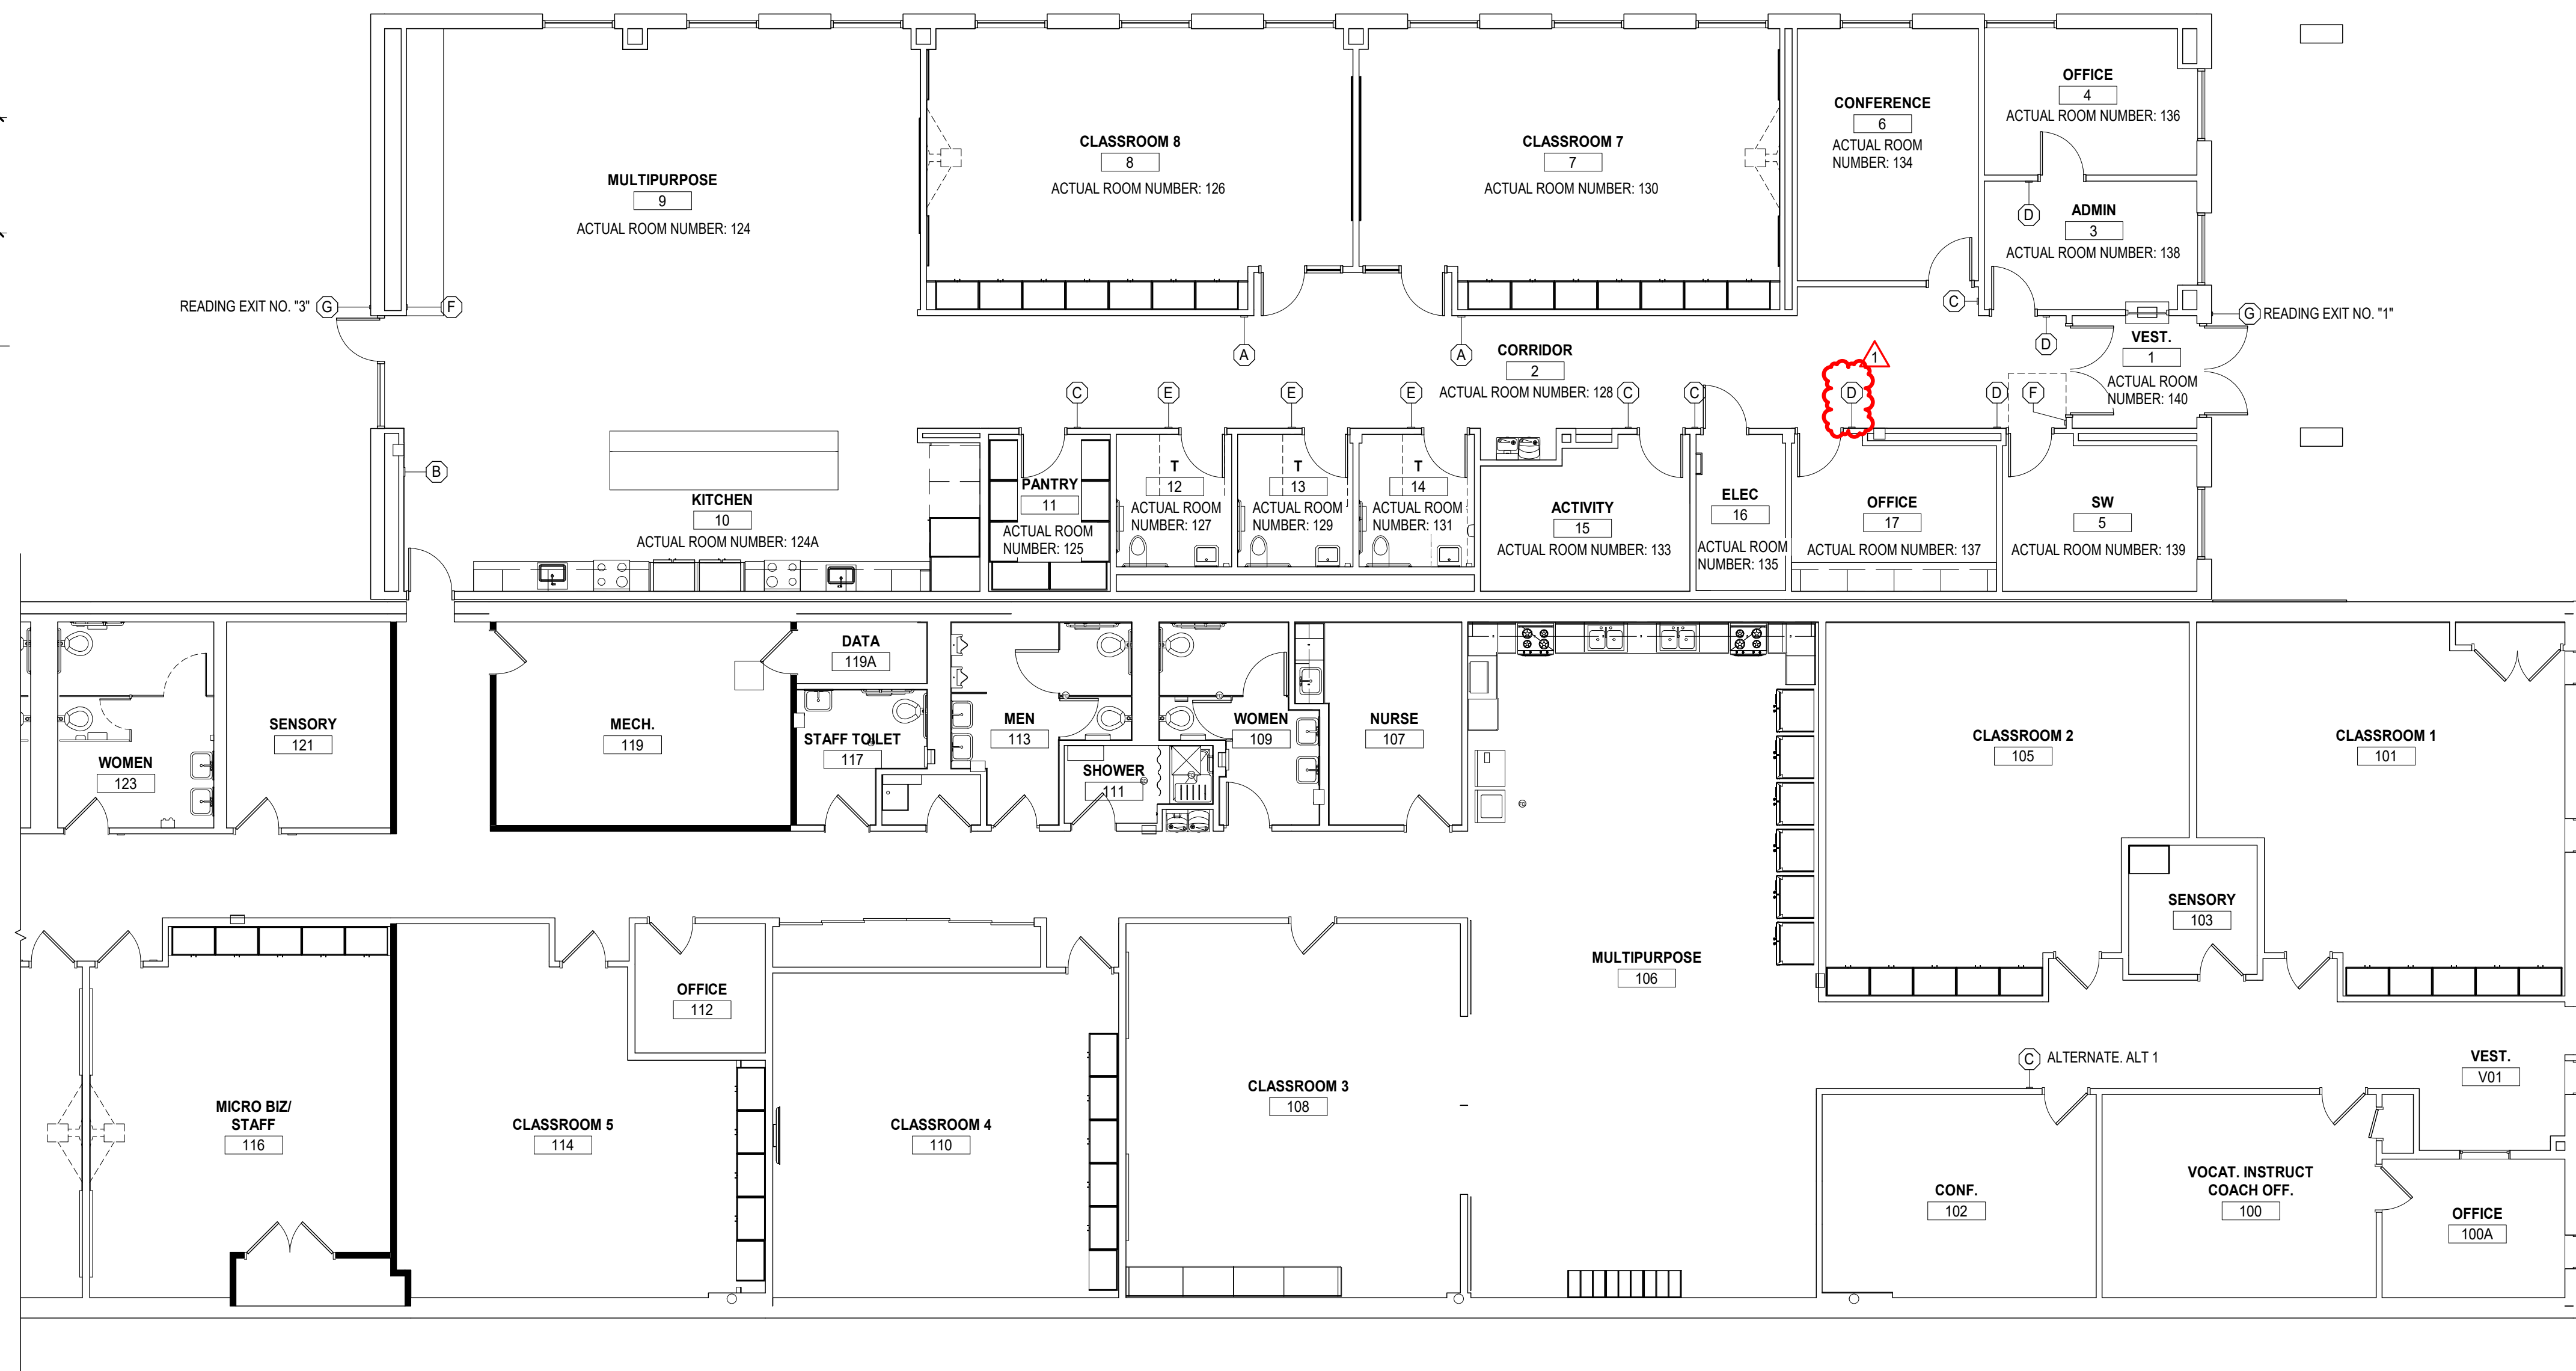 OFFICE
4
ACTUAL ROOM NUMBER: 136
CONFERENCE
6
ACTUAL ROOM
NUMBER: 134
CLASSROOM 8
8
ACTUAL ROOM NUMBER: 126
CLASSROOM 7
7
ACTUAL ROOM NUMBER: 130
MULTIPURPOSE
9
ACTUAL ROOM NUMBER: 124
D
ADMIN
3
ACTUAL ROOM NUMBER: 138
READING EXIT NO. "3"
G
F
C
G
READING EXIT NO. "1"
A
A
CORRIDOR
2
ACTUAL ROOM NUMBER: 128
D
VEST.
1
ACTUAL ROOM
NUMBER: 140
1
C
E
E
E
C
C
D
D
F
B
KITCHEN
10
ACTUAL ROOM NUMBER: 124A
PANTRY
11
ACTUAL ROOM
NUMBER: 125
T
12
ACTUAL ROOM
NUMBER: 127
T
13
ACTUAL ROOM
NUMBER: 129
T
14
ACTUAL ROOM
NUMBER: 131
ACTIVITY
15
ACTUAL ROOM NUMBER: 133
ELEC
16
ACTUAL ROOM
NUMBER: 135
OFFICE
17
ACTUAL ROOM NUMBER: 137
SW
5
ACTUAL ROOM NUMBER: 139
WOMEN
123
SENSORY
121
MECH.
119
DATA
119A
STAFF TOILET
117
MEN
113
SHOWER
111
WOMEN
109
NURSE
107
CLASSROOM 2
105
CLASSROOM 1
101
SENSORY
103
MULTIPURPOSE
106
OFFICE
112
MICRO BIZ/
STAFF
116
CLASSROOM 5
114
CLASSROOM 4
110
CLASSROOM 3
108
C
ALTERNATE. ALT 1
VEST.
V01
CONF.
102
VOCAT. INSTRUCT
COACH OFF.
100
OFFICE
100A